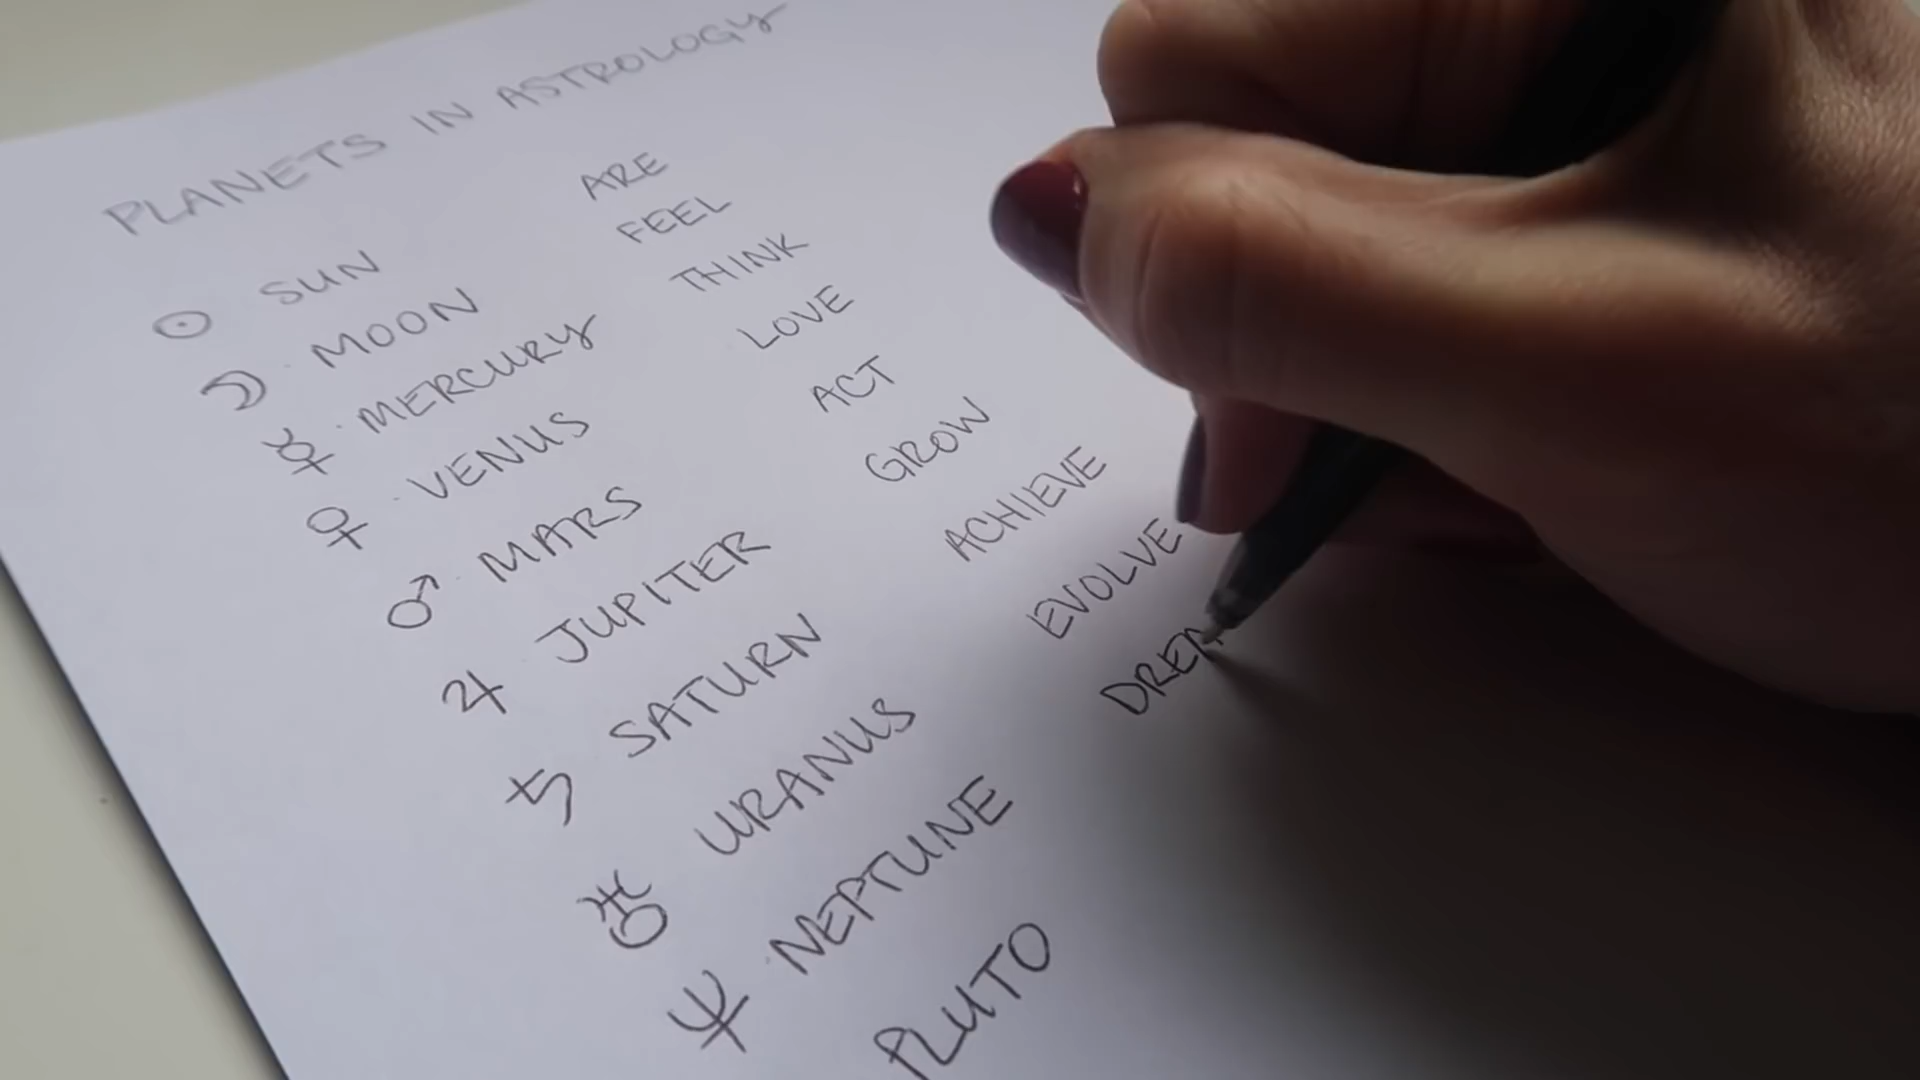 PLANETS IN ASTROLOGY
☉ SUN ARE
☽ MOON FEEL
☿ MERCURY THINK
♀ VENUS LOVE
♂ MARS ACT
♃ JUPITER GROW
♄ SATURN ACHIEVE
♅ URANUS EVOLVE
♆ NEPTUNE DREA
PLUTO